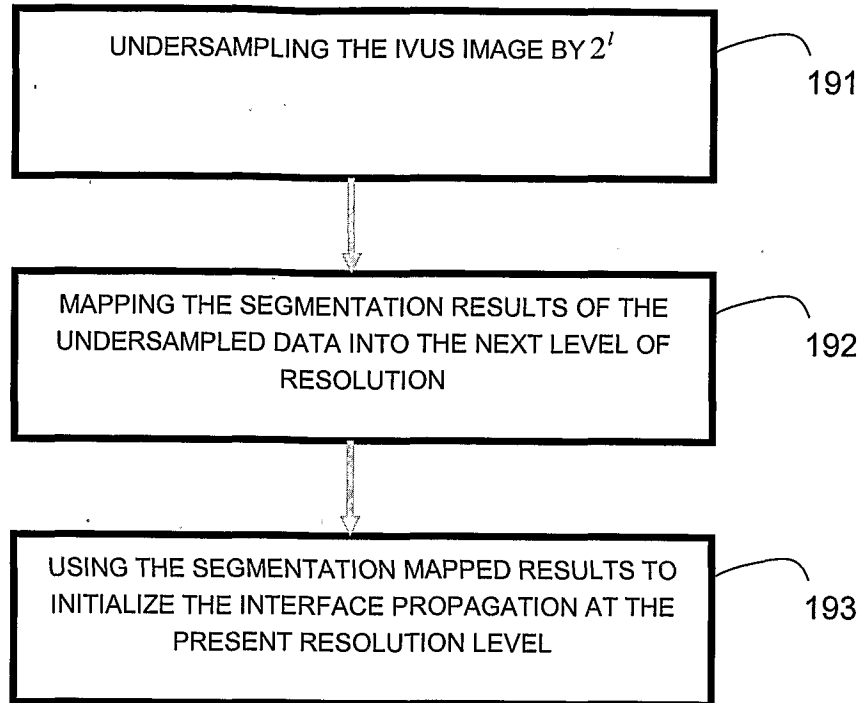 UNDERSAMPLING THE IVUS IMAGE BY 2^l
191
MAPPING THE SEGMENTATION RESULTS OF THE
UNDERSAMPLED DATA INTO THE NEXT LEVEL OF
RESOLUTION
192
USING THE SEGMENTATION MAPPED RESULTS TO
INITIALIZE THE INTERFACE PROPAGATION AT THE
PRESENT RESOLUTION LEVEL
193